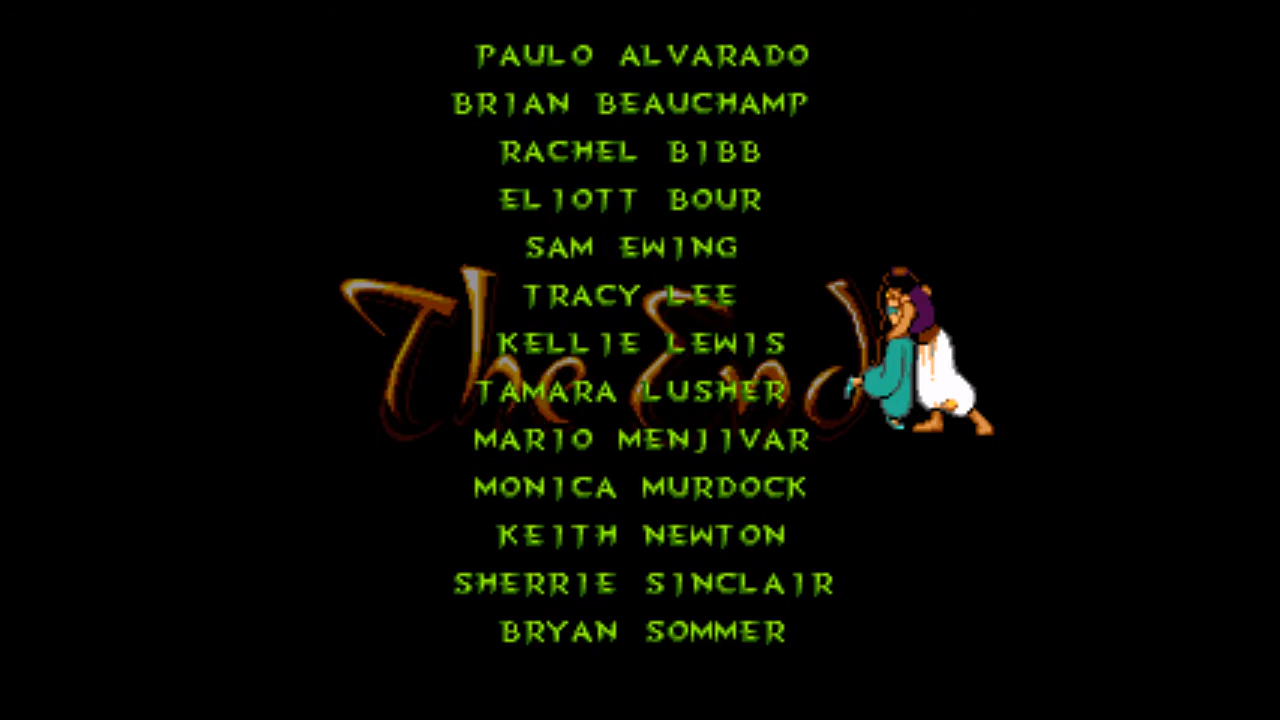 PAULO ALVARADO
BRIAN BEAUCHAMP
RACHEL BIBB
ELIOTT BOUR
SAM EWING
TRACY LEE
KELLIE LEWIS
The End
TAMARA LUSHER
MARIO MENJIVAR
MONICA MURDOCK
KEITH NEWTON
SHERRIE SINCLAIR
BRYAN SOMMER